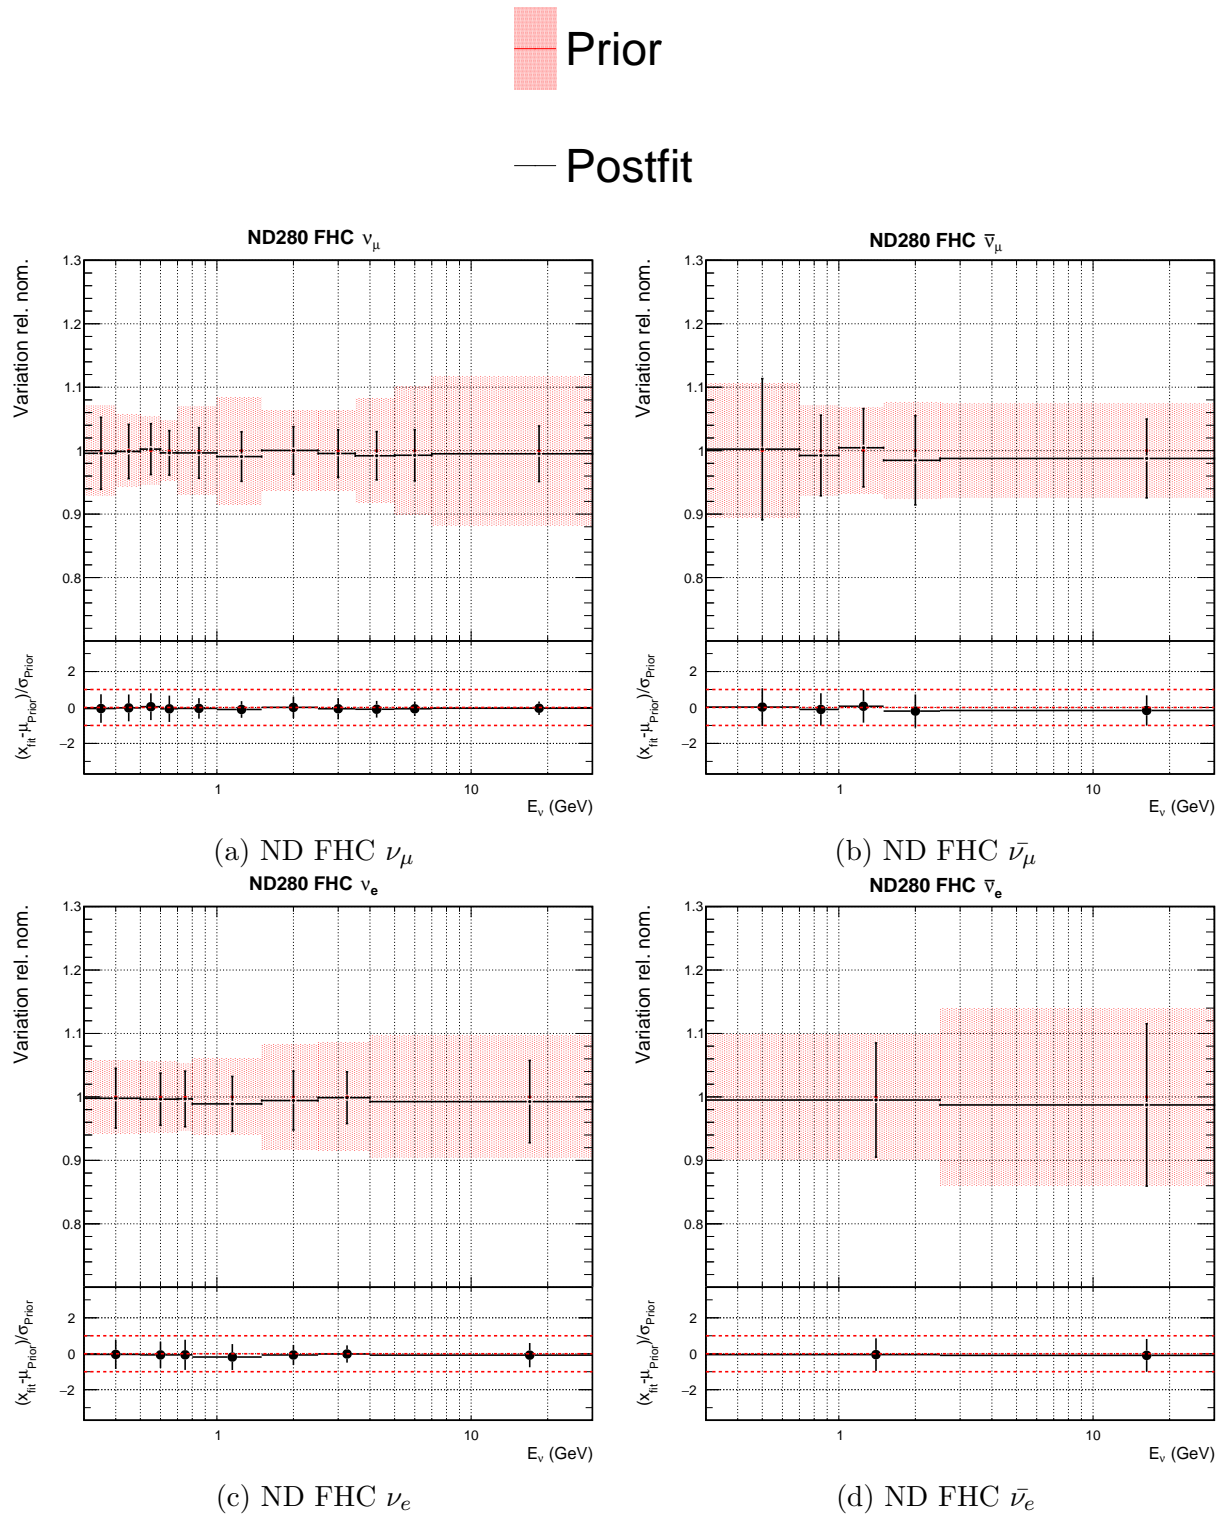 Prior
Postfit
ND280 FHC ν_μ
Variation rel. nom.
1.3
1.2
1.1
1
0.9
0.8
(x_fit-μ_Prior)/σ_Prior
2
0
−2
1 10
E_ν (GeV)
(a) ND FHC ν_μ
ND280 FHC ν̅_μ
Variation rel. nom.
1.3
1.2
1.1
1
0.9
0.8
(x_fit-μ_Prior)/σ_Prior
2
0
−2
1 10
E_ν (GeV)
(b) ND FHC ν̄_μ
ND280 FHC ν_e
Variation rel. nom.
1.3
1.2
1.1
1
0.9
0.8
(x_fit-μ_Prior)/σ_Prior
2
0
−2
1 10
E_ν (GeV)
(c) ND FHC ν_e
ND280 FHC ν̅_e
Variation rel. nom.
1.3
1.2
1.1
1
0.9
0.8
(x_fit-μ_Prior)/σ_Prior
2
0
−2
1 10
E_ν (GeV)
(d) ND FHC ν̄_e